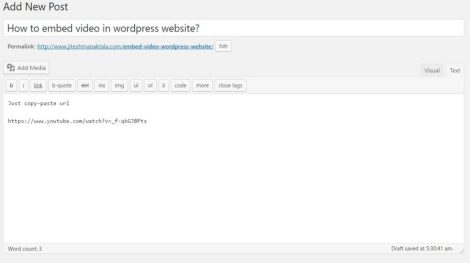 Add New Post
How to embed video in wordpress website?
Permalink: http://www.jiteshmanaktala.com/embed-video-wordpress-website/ Edit
Add Media
Visual Text
b i link b-quote del ins img ul ol li code more close tags
Just copy-paste url
https://www.youtube.com/watch?v=_f-qkGJBPts
Word count: 3 Draft saved at 5:30:41 am.